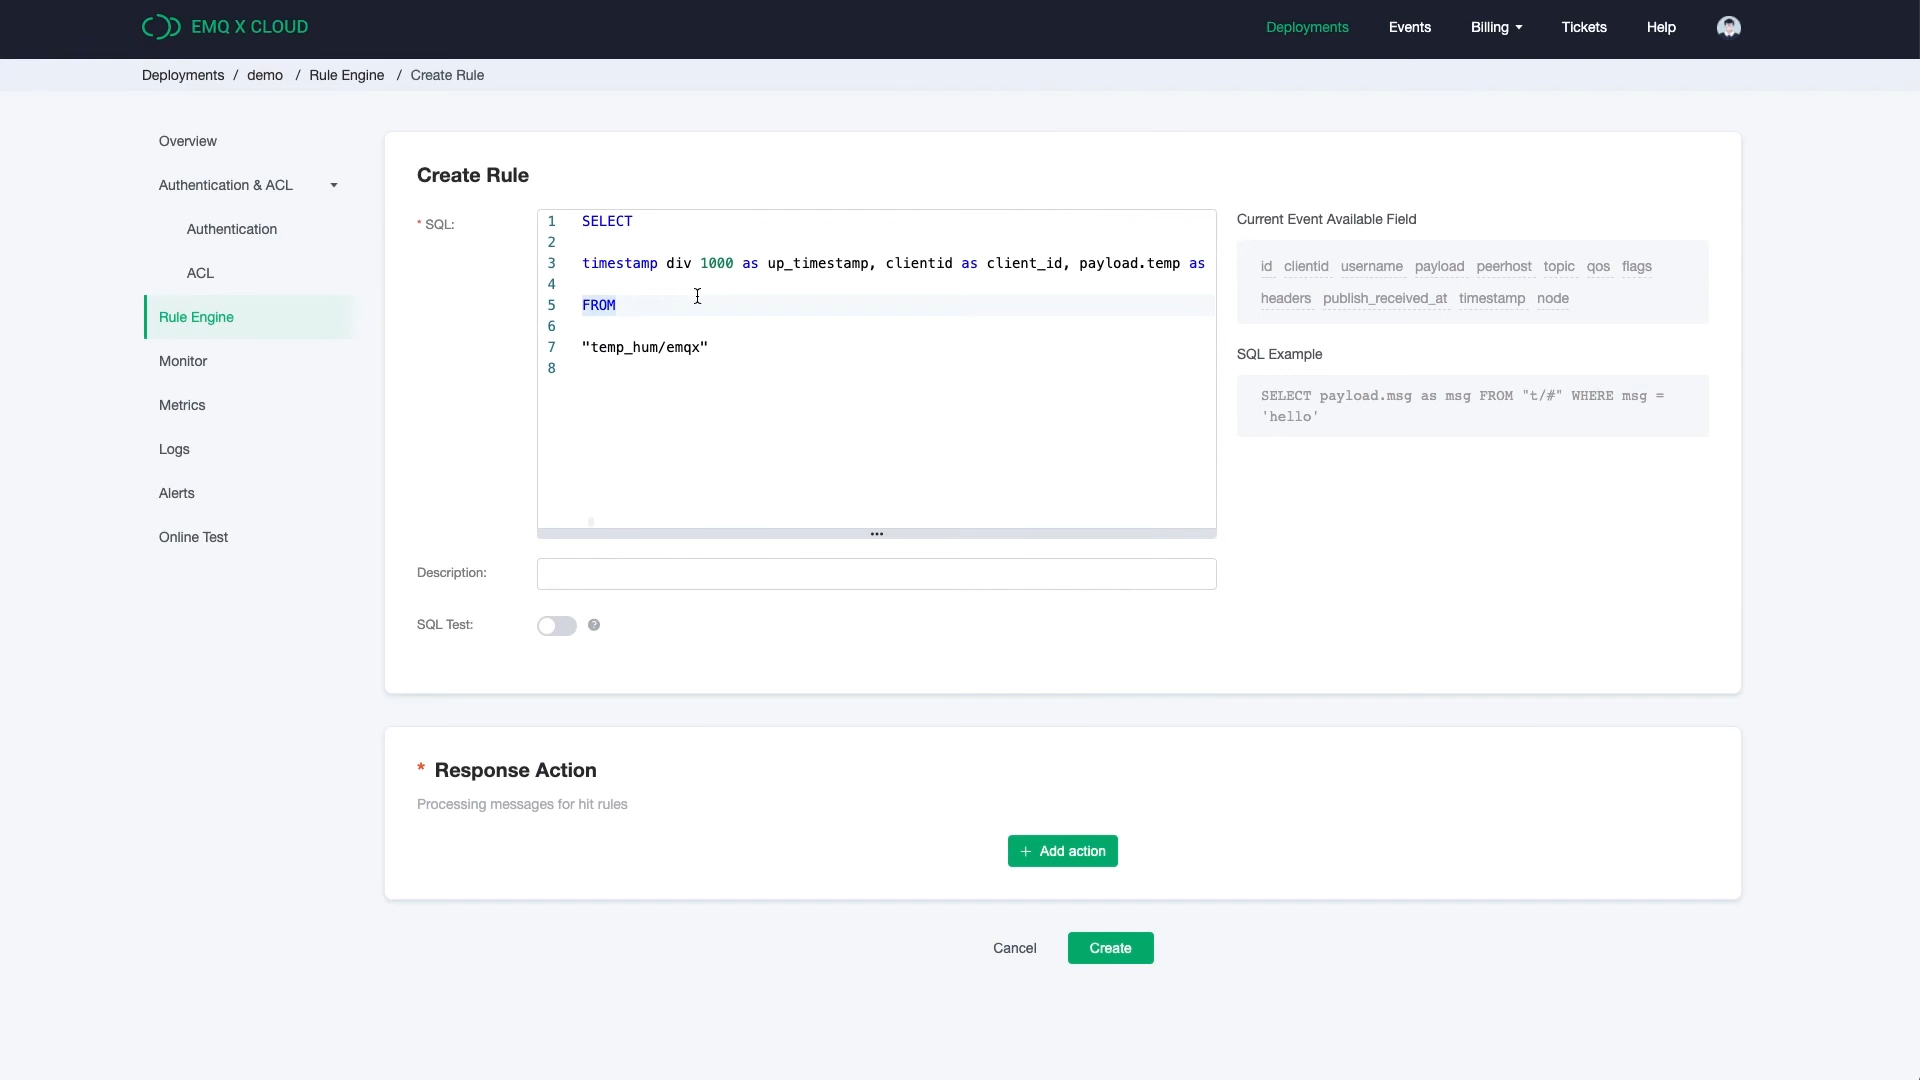 EMQ X CLOUD
Deployments Events Billing Tickets Help
Deployments / demo / Rule Engine / Create Rule
Overview
Authentication & ACL
Authentication
ACL
Rule Engine
Monitor
Metrics
Logs
Alerts
Online Test
Create Rule
* SQL:
1 SELECT
2
3 timestamp div 1000 as up_timestamp, clientid as client_id, payload.temp as
4
5 FROM
6
7 "temp_hum/emqx"
8
Current Event Available Field
id clientid username payload peerhost topic qos flags
headers publish_received_at timestamp node
SQL Example
SELECT payload.msg as msg FROM "t/#" WHERE msg =
'hello'
Description:
SQL Test:
* Response Action
Processing messages for hit rules
+ Add action
Cancel Create